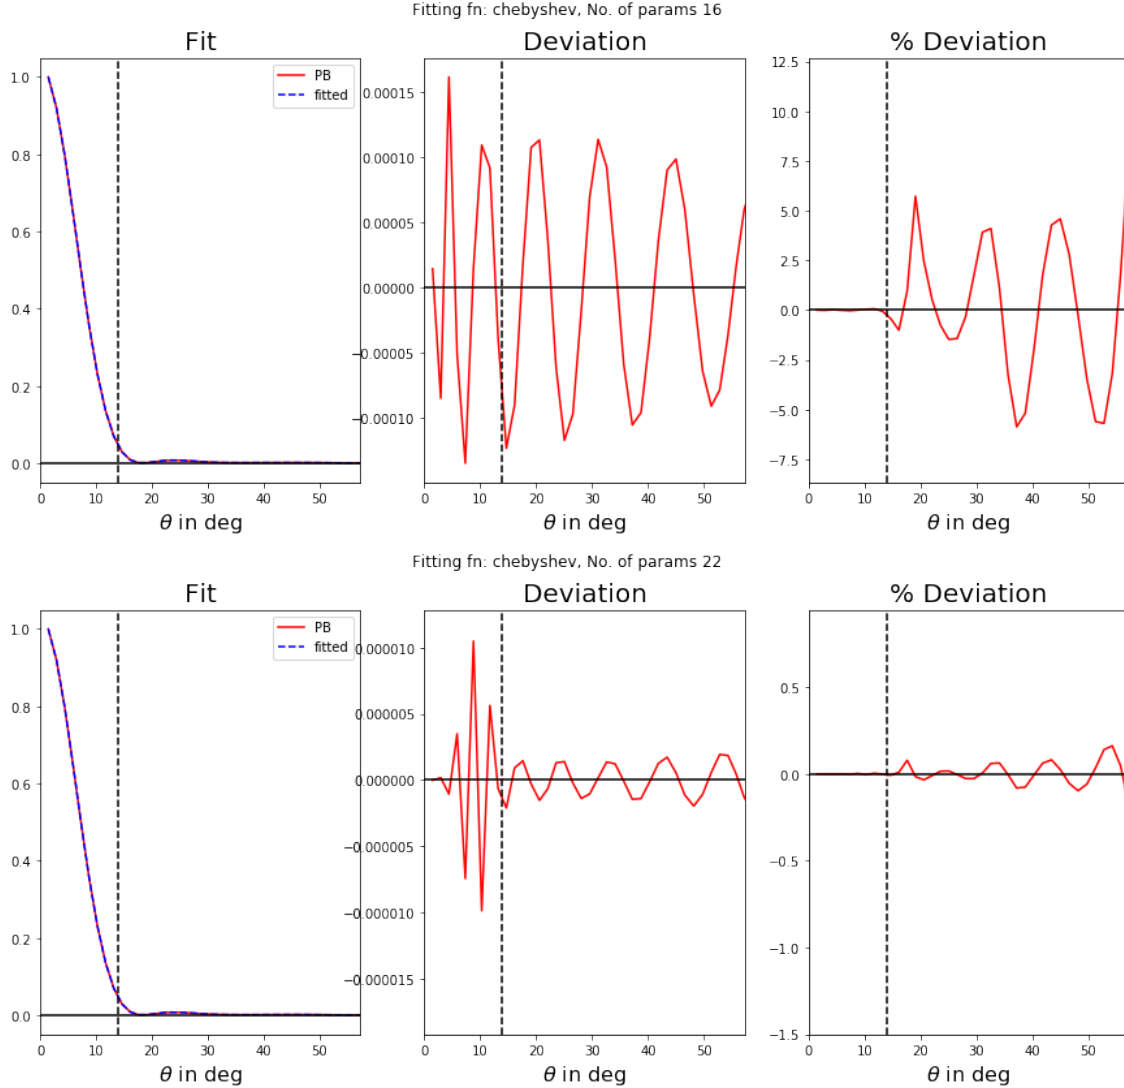 Fitting fn: chebyshev, No. of params 16
Fit
Deviation
% Deviation
1.0
0.8
0.6
0.4
0.2
0.0
PB
fitted
0 10 20 30 40 50
θ in deg
0.00015
0.00010
0.00005
0.00000
−0.00005
−0.00010
0 10 20 30 40 50
θ in deg
12.5
10.0
7.5
5.0
2.5
0.0
−2.5
−5.0
−7.5
0 10 20 30 40 50
θ in deg
Fitting fn: chebyshev, No. of params 22
Fit
Deviation
% Deviation
1.0
0.8
0.6
0.4
0.2
0.0
PB
fitted
0 10 20 30 40 50
θ in deg
0.000010
0.000005
0.000000
−0.000005
−0.000010
−0.000015
0 10 20 30 40 50
θ in deg
0.5
0.0
−0.5
−1.0
−1.5
0 10 20 30 40 50
θ in deg